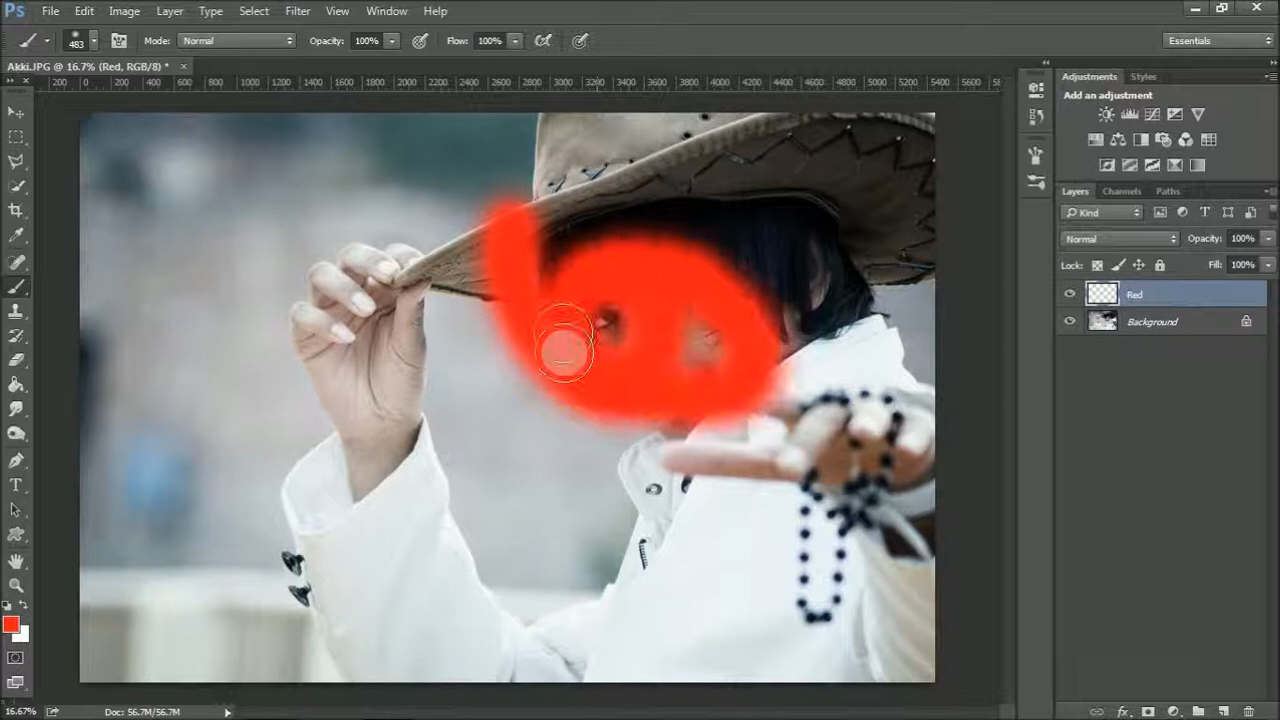 Ps File Edit Image Layer Type Select Filter View Window Help
483 Mode: Normal Opacity: 100% Flow: 100% Essentials
Akki.JPG @ 16.7% (Red, RGB/8) * ×
200 0 200 400 600 800 1000 1200 1400 1600 1800 2000 2200 2400 2600 2800 3000 3200 3400 3600 3800 4000 4200 4400 4600 4800 5000 5200 5400 5600
Adjustments Styles
Add an adjustment
Layers Channels Paths
Kind
Normal Opacity: 100%
Lock: Fill: 100%
Red
Background
T
16.67% Doc: 56.7M/56.7M
fx